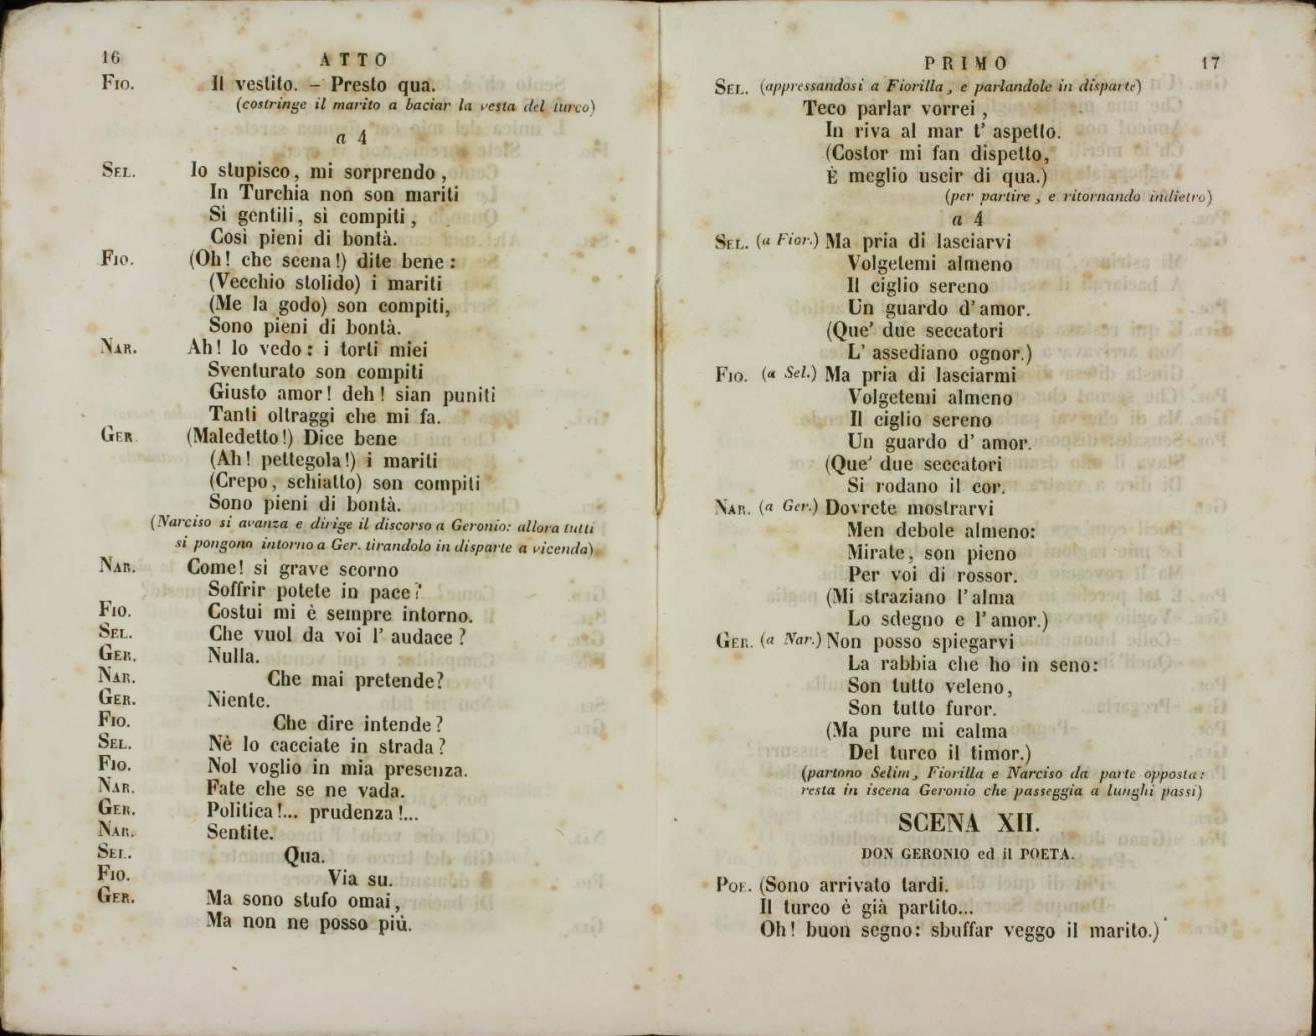 16
ATTO
Fio. Il vestito. – Presto qua.
(costringe il marito a baciar la vesta del turco)
a 4
Sel. Io stupisco, mi sorprendo,
In Turchia non son mariti
Sì gentili, sì compiti,
Così pieni di bontà.
Fio. (Oh! che scena!) dite bene:
(Vecchio stolido) i mariti
(Me la godo) son compiti,
Sono pieni di bontà.
Nar. Ah! lo vedo: i torti miei
Sventurato son compiti
Giusto amor! deh! sian puniti
Tanti oltraggi che mi fa.
Ger (Maledetto!) Dice bene
(Ah! pettegola!) i mariti
(Crepo, schiatto) son compiti
Sono pieni di bontà.
(Narciso si avanza e dirige il discorso a Geronio: allora tutti
si pongono intorno a Ger. tirandolo in disparte a vicenda)
Nar. Come! sì grave scorno
Soffrir potete in pace?
Fio. Costui mi è sempre intorno.
Sel. Che vuol da voi l' audace?
Ger. Nulla.
Nar. Che mai pretende?
Ger. Niente.
Fio. Che dire intende?
Sel. Nè lo cacciate in strada?
Fio. Nol voglio in mia presenza.
Nar. Fate che se ne vada.
Ger. Politica!... prudenza!...
Nar. Sentite.
Sel. Qua.
Fio. Via su.
Ger. Ma sono stufo omai,
Ma non ne posso più.
PRIMO
17
Sel. (appressandosi a Fiorilla, e parlandole in disparte)
Teco parlar vorrei,
In riva al mar t' aspetto.
(Costor mi fan dispetto,
È meglio uscir di qua.)
(per partire, e ritornando indietro)
a 4
Sel. (a Fior.) Ma pria di lasciarvi
Volgetemi almeno
Il ciglio sereno
Un guardo d' amor.
(Que' due seccatori
L' assediano ognor.)
Fio. (a Sel.) Ma pria di lasciarmi
Volgetemi almeno
Il ciglio sereno
Un guardo d' amor.
(Que' due seccatori
Si rodano il cor.
Nar. (a Ger.) Dovrete mostrarvi
Men debole almeno:
Mirate, son pieno
Per voi di rossor.
(Mi straziano l' alma
Lo sdegno e l' amor.)
Ger. (a Nar.) Non posso spiegarvi
La rabbia che ho in seno:
Son tutto veleno,
Son tutto furor.
(Ma pure mi calma
Del turco il timor.)
(partono Selim, Fiorilla e Narciso da parte opposta:
resta in iscena Geronio che passeggia a lunghi passi)
SCENA XII.
DON GERONIO ed il POETA.
Poe. (Sono arrivato tardi.
Il turco è già partito...
Oh! buon segno: sbuffar veggo il marito.)